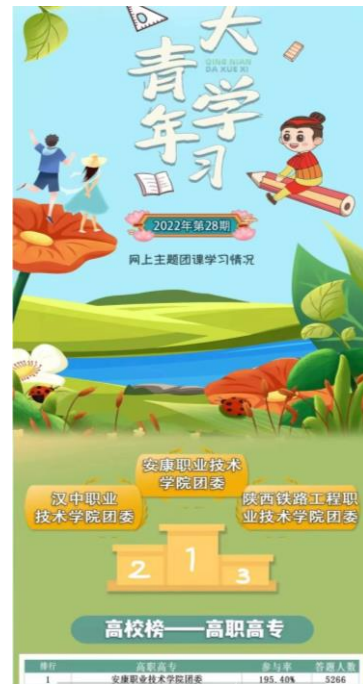 青年
大学习
QING NIAN
DA XUE XI
2022年第28期
网上主题团课学习情况
安康职业技术
学院团委
汉中职业
技术学院团委
陕西铁路工程职
业技术学院团委
1
2
3
高校榜——高职高专
排行 高职高专 参与率 答题人数
1 安康职业技术学院团委 195.40% 5266